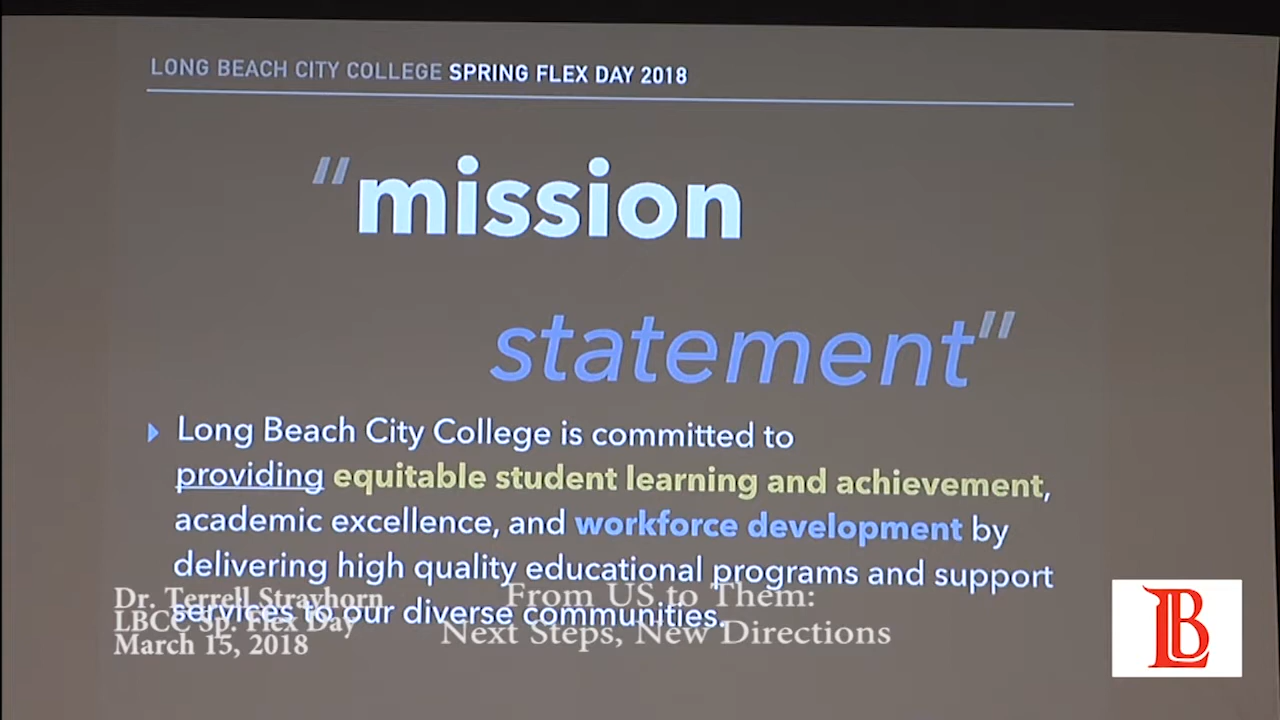 LONG BEACH CITY COLLEGE SPRING FLEX DAY 2018
"mission
statement"
Long Beach City College is committed to
providing equitable student learning and achievement,
academic excellence, and workforce development by
delivering high quality educational programs and support
services to our diverse communities.
Dr. Terrell Strayhorn
LBCC Sp. Flex Day
March 15, 2018
From US to Them:
Next Steps, New Directions
LB